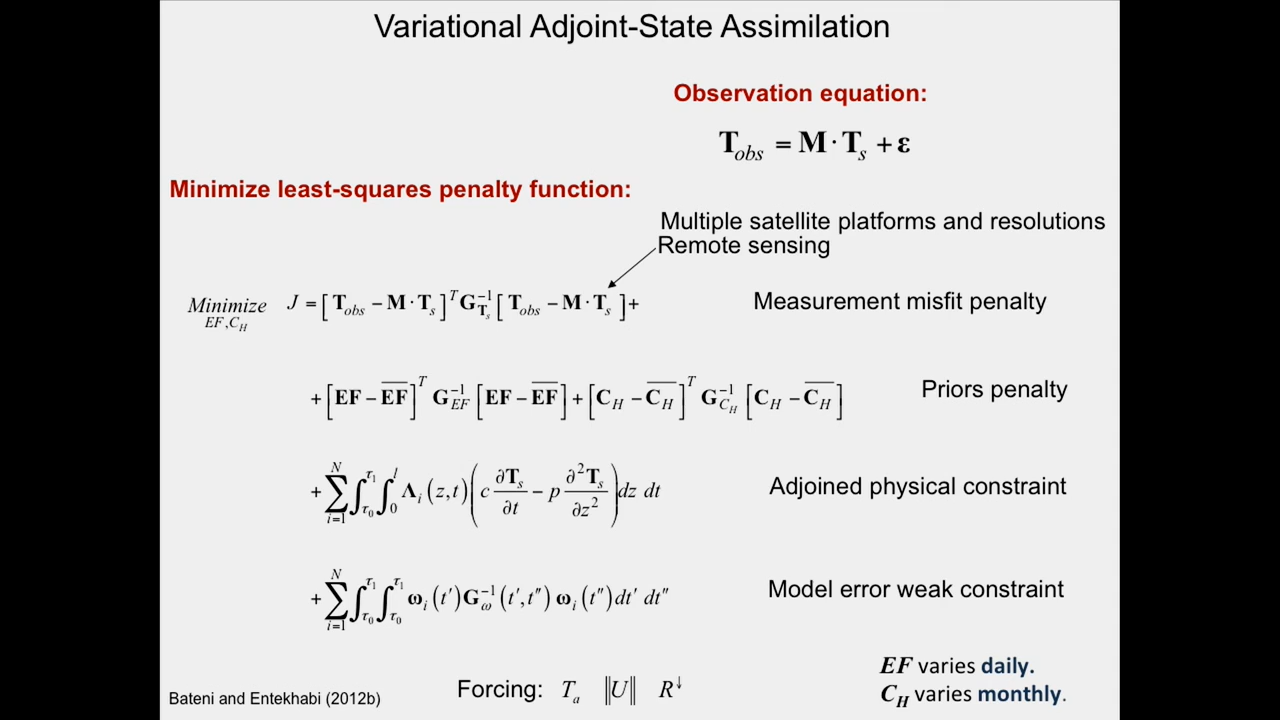 Variational Adjoint-State Assimilation
Observation equation:
T_obs = M · T_s + ε
Minimize least-squares penalty function:
Multiple satellite platforms and resolutions
Remote sensing
Minimize_{EF,C_H} J = [T_obs − M · T_s]^T G_{T_s}^{-1} [T_obs − M · T_s] +
Measurement misfit penalty
+ [EF − \overline{EF}]^T G_{EF}^{-1} [EF − \overline{EF}] + [C_H − \overline{C_H}]^T G_{C_H}^{-1} [C_H − \overline{C_H}]
Priors penalty
+ ∑_{i=1}^{N} ∫_{τ_0}^{τ_1} ∫_0^l Λ_i (z,t) (c ∂T_s/∂t − p ∂²T_s/∂z²) dz dt
Adjoined physical constraint
+ ∑_{i=1}^{N} ∫_{τ_0}^{τ_1} ∫_{τ_0}^{τ_1} ω_i (t′) G_ω^{-1} (t′,t″) ω_i (t″) dt′ dt″
Model error weak constraint
EF varies daily.
C_H varies monthly.
Forcing: T_a ‖U‖ R^↓
Bateni and Entekhabi (2012b)